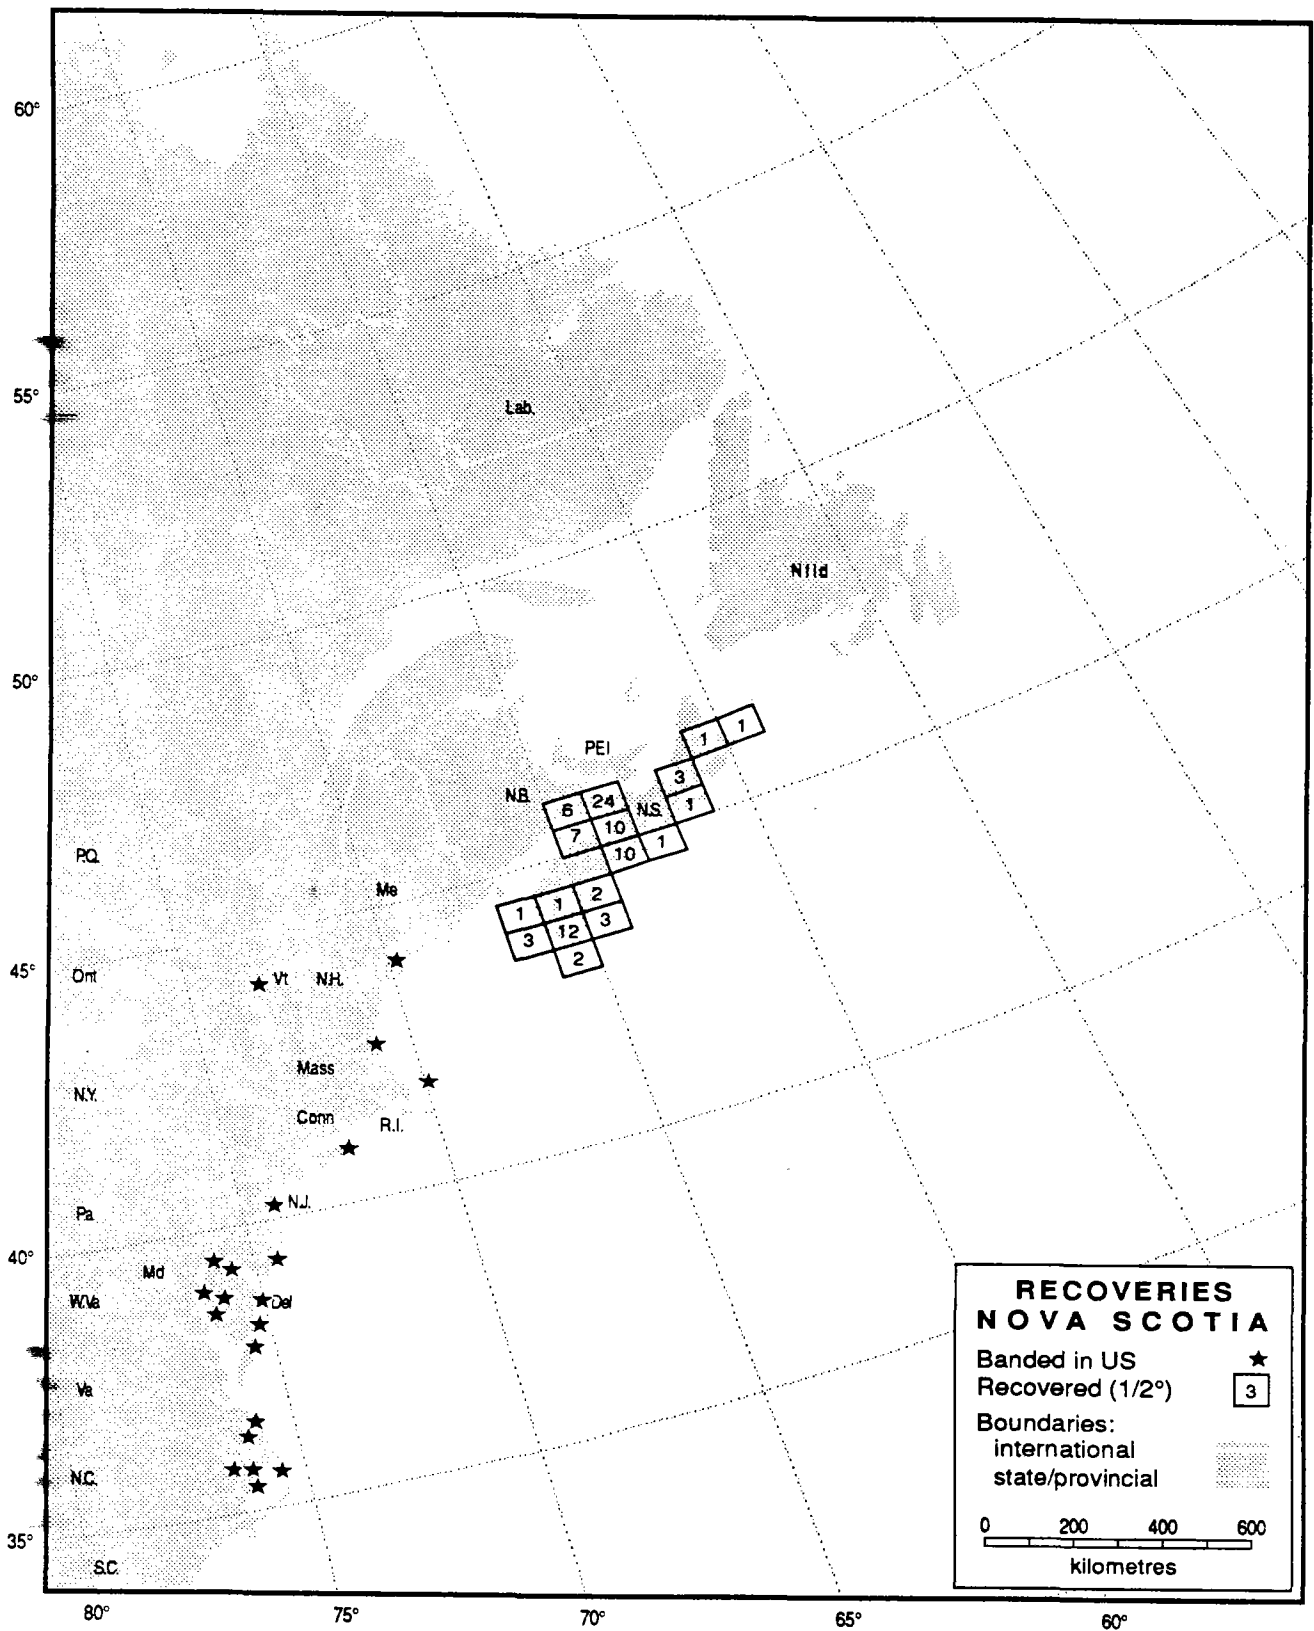 60°
55°
Lab.
Nfld
50°
1 1
PEI
3
N.B. 6 24 N.S. 1
7 10
10 1
P.Q.
Me
1 1 2
3 12 3
2
45°
Ont
Vt N.H.
Mass
N.Y.
Conn R.I.
N.J.
Pa
40°
Md
W.Va Del
Va
N.C.
35°
S.C.
80° 75° 70° 65° 60°
RECOVERIES
NOVA SCOTIA
Banded in US
Recovered (1/2°) 3
Boundaries:
international
state/provincial
0 200 400 600
kilometres